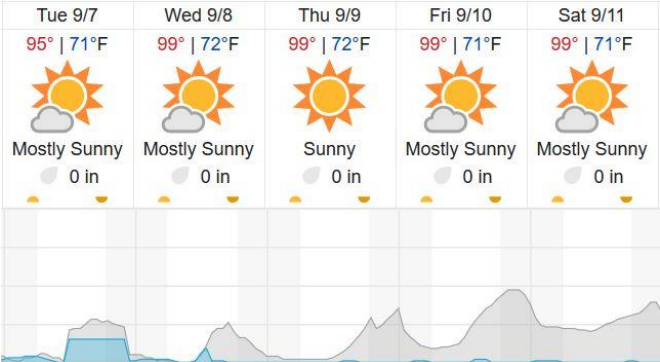 Tue 9/7 Wed 9/8 Thu 9/9 Fri 9/10 Sat 9/11
95° | 71°F 99° | 72°F 99° | 72°F 99° | 71°F 99° | 71°F
Mostly Sunny Mostly Sunny Sunny Mostly Sunny Mostly Sunny
0 in 0 in 0 in 0 in 0 in